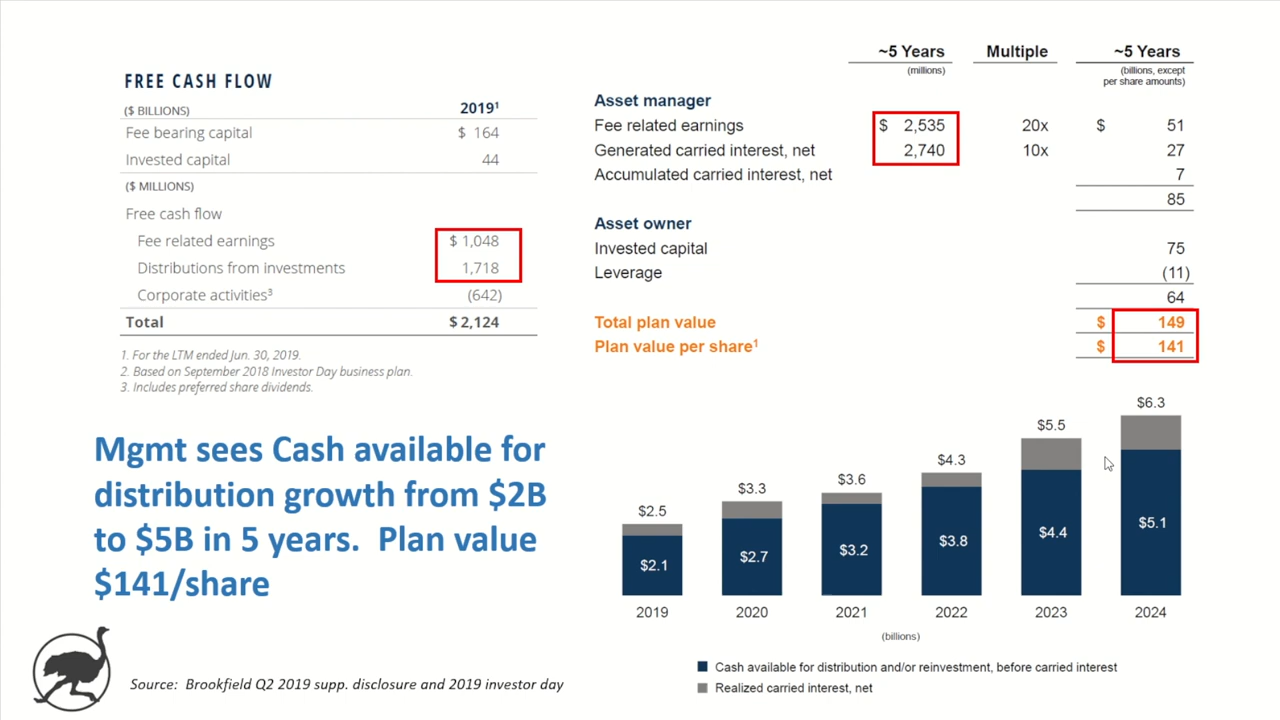 FREE CASH FLOW
($ BILLIONS) 2019¹
Fee bearing capital $ 164
Invested capital 44
($ MILLIONS)
Free cash flow
Fee related earnings $ 1,048
Distributions from investments 1,718
Corporate activities³ (642)
Total $ 2,124
1. For the LTM ended Jun. 30, 2019.
2. Based on September 2018 Investor Day business plan.
3. Includes preferred share dividends.
~5 Years Multiple ~5 Years
(millions) (billions, except
per share amounts)
Asset manager
Fee related earnings $ 2,535 20x $ 51
Generated carried interest, net 2,740 10x 27
Accumulated carried interest, net 7
85
Asset owner
Invested capital 75
Leverage (11)
64
Total plan value $ 149
Plan value per share¹ $ 141
Mgmt sees Cash available for
distribution growth from $2B
to $5B in 5 years. Plan value
$141/share
$2.5 $3.3 $3.6 $4.3 $5.5 $6.3
$2.1 $2.7 $3.2 $3.8 $4.4 $5.1
2019 2020 2021 2022 2023 2024
(billions)
Cash available for distribution and/or reinvestment, before carried interest
Realized carried interest, net
Source: Brookfield Q2 2019 supp. disclosure and 2019 investor day